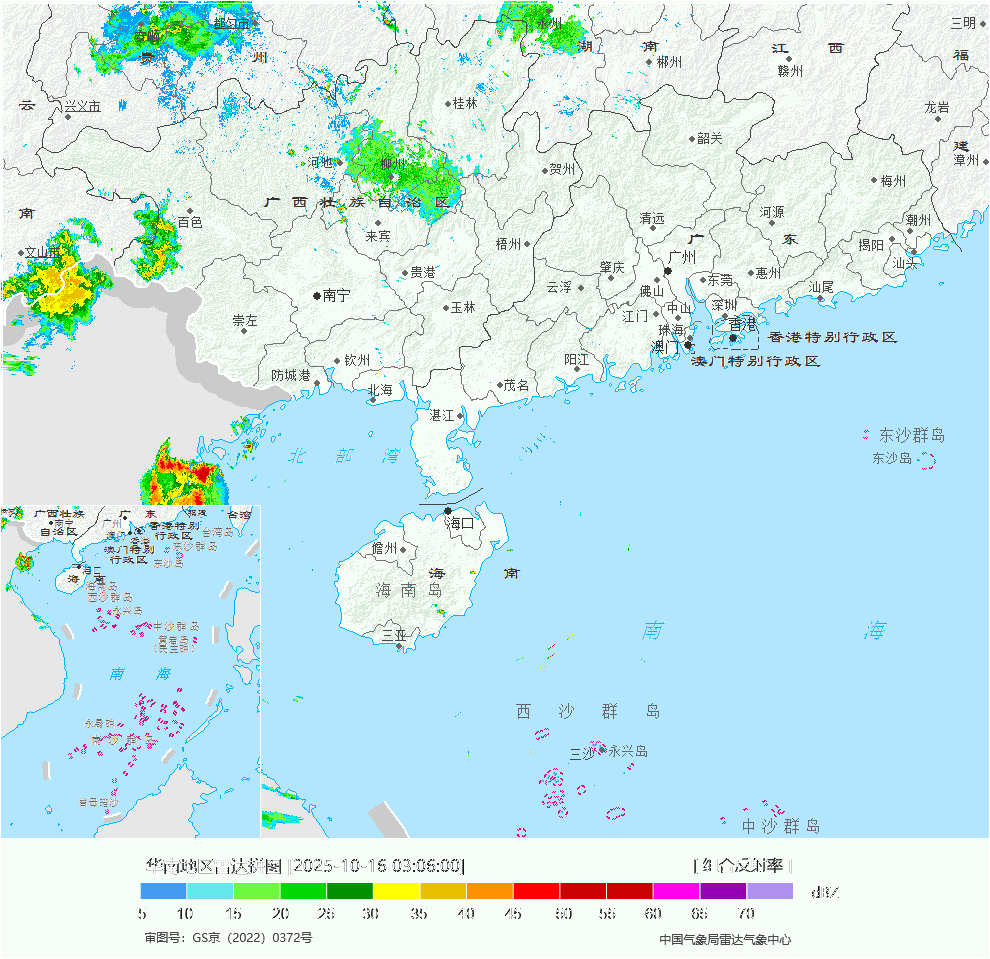 三明
都匀市
永州
湖 南
江 西
福
贵 州
郴州
赣州
云
兴义市
桂林
龙岩
韶关
建
漳州
河池
柳州
贺州
梅州
广 西 壮 族 自 治 区
南
百色
来宾
梧州
清远
河源
潮州
广 东
揭阳
文山市
广州
汕头
贵港
肇庆
惠州
东莞
云浮
佛山
汕尾
南宁
玉林
江门
中山
深圳
崇左
珠海
香港
香港特别行政区
澳门
澳门特别行政区
钦州
阳江
防城港
茂名
北海
湛江
东沙群岛
北 部 湾
东沙岛
海口
儋州
海 南
海 南 岛
三亚
南 海
西 沙 群 岛
三沙
永兴岛
中 沙 群 岛
广西壮族
自治区
南宁
广 东
广州
福建
台湾
香港特别
行政区
澳门
香港
澳门特别
行政区
台湾岛
东沙群岛
东沙岛
海口
海 南
海南岛
西沙群岛
永兴岛
中沙群岛
黄岩岛
(民主礁)
南 海
永暑礁
南 沙 群 岛
曾母暗沙
华南地区雷达拼图 [2025-10-16 03:06:00]
[ 组合反射率 ]
dBZ
5 10 15 20 25 30 35 40 45 50 55 60 65 70
审图号：GS京（2022）0372号
中国气象局雷达气象中心